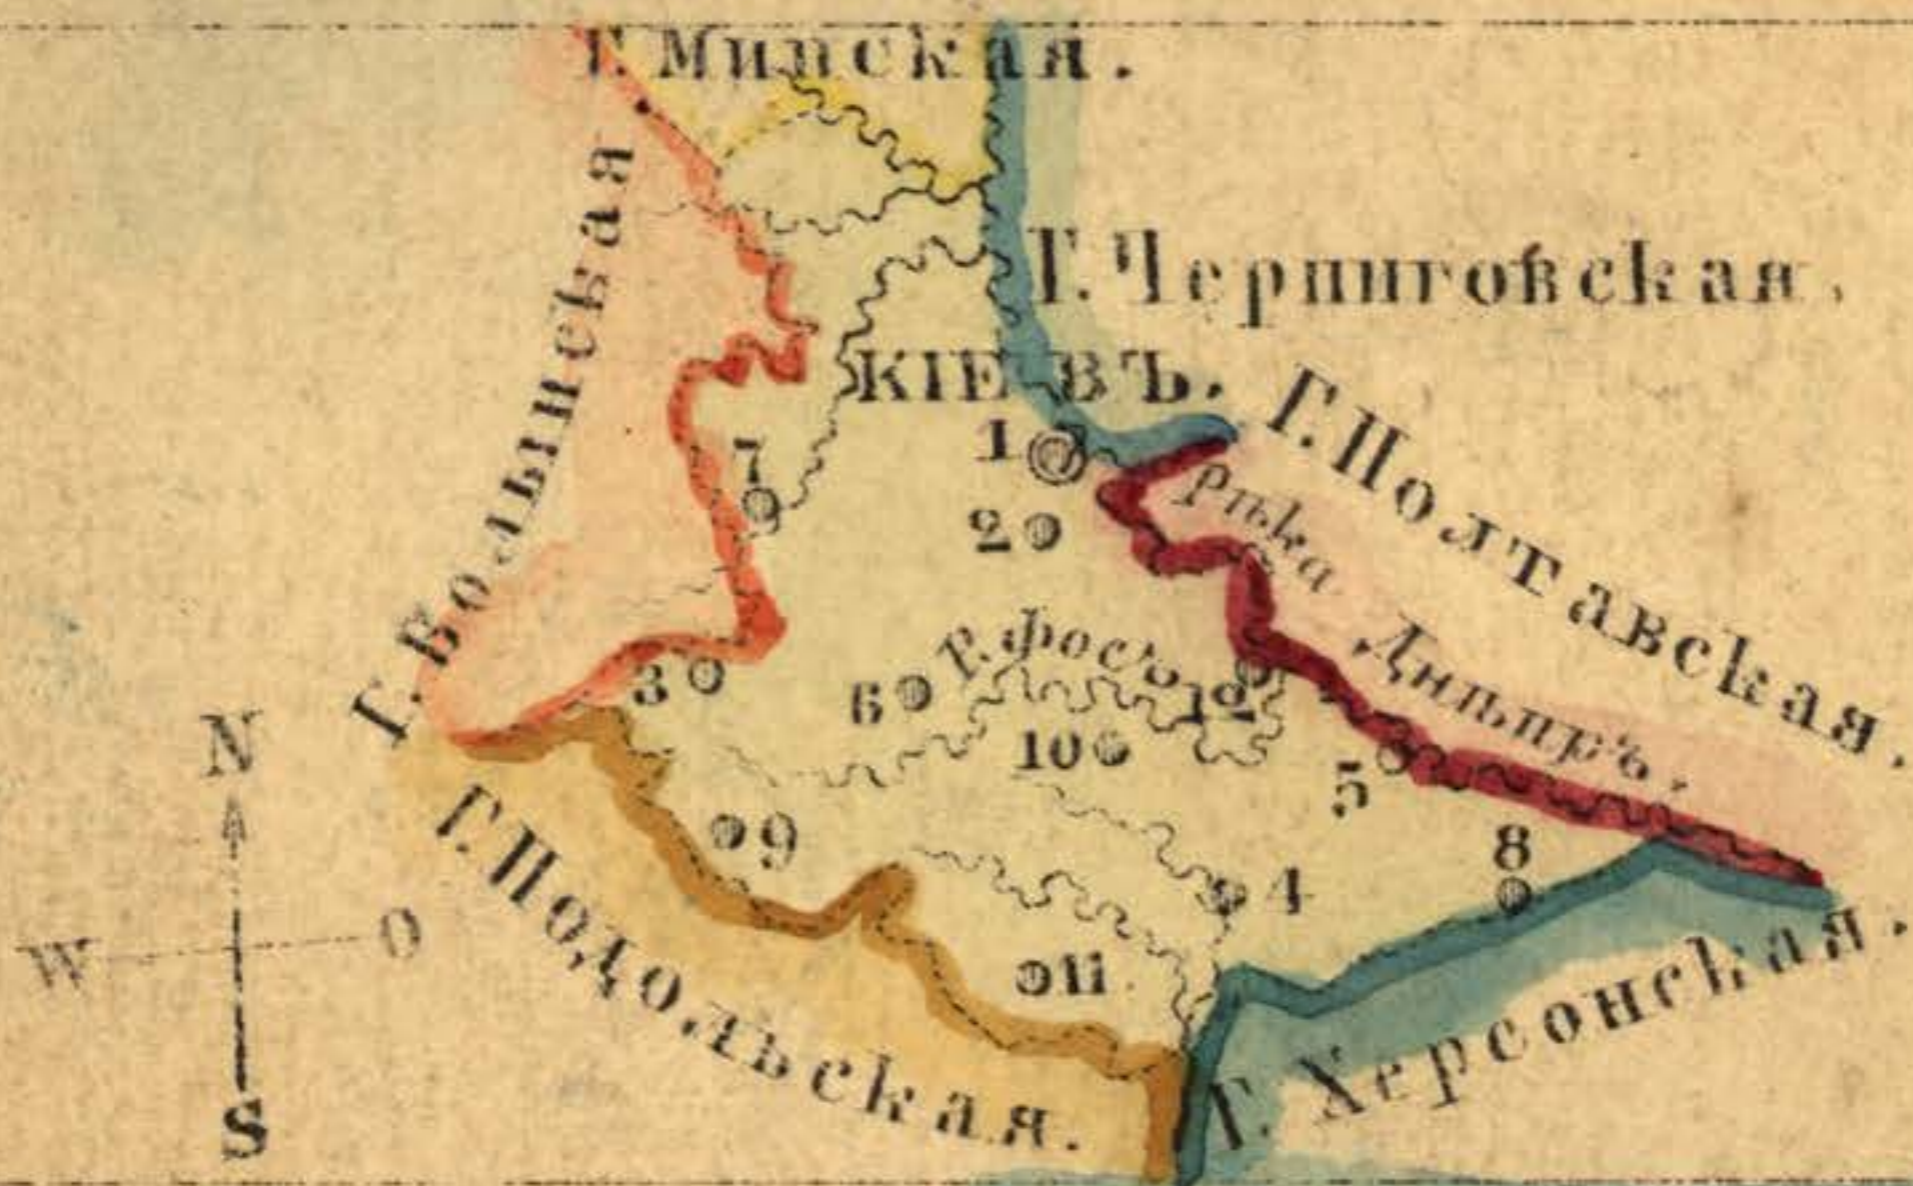 Г. Минская.
Г. Волынская
Г. Черниговская.
КІЕВЪ.
Г. Полтавская.
1
7
2
Рѣка Днѣпръ.
Р. Росъ
3
6
12
10
5
N
9
8
4
Г. Подольская.
W
O
11
Г. Херсонская.
S